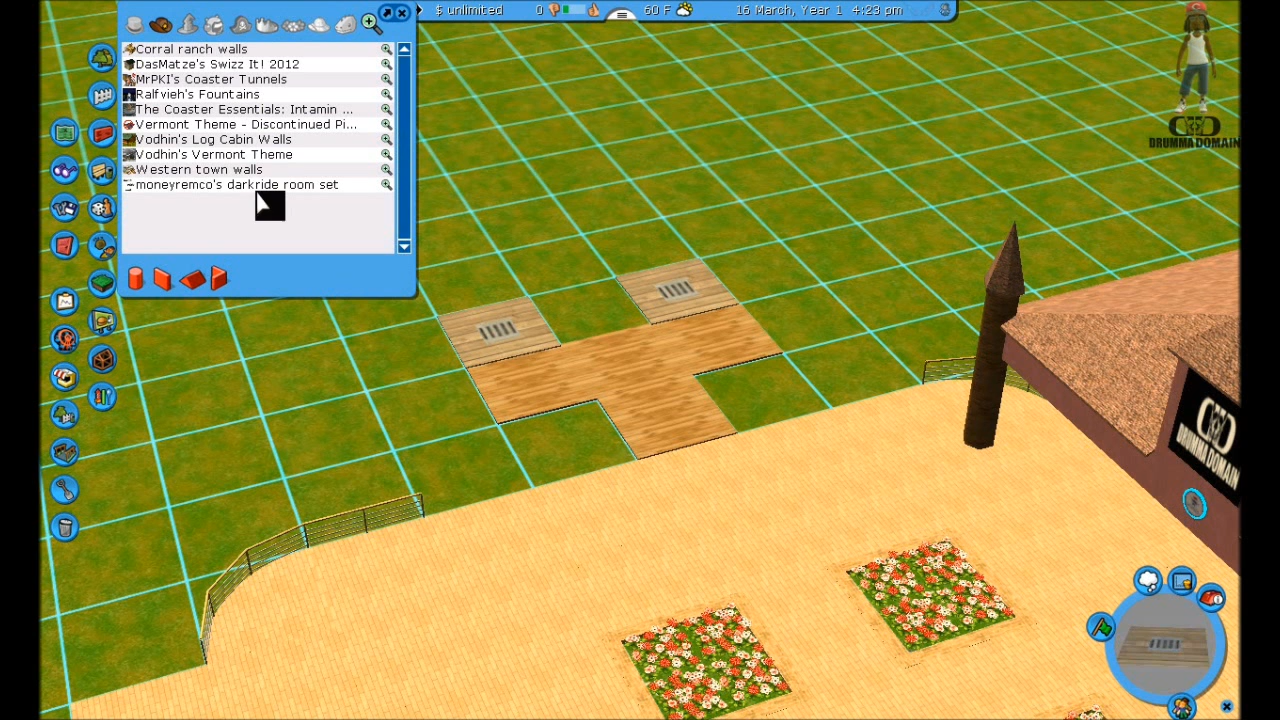 $ unlimited 0 60 F 16 March, Year 1 4:23 pm
Corral ranch walls
DasMatze's Swizz It! 2012
MrPKI's Coaster Tunnels
Ralfvieh's Fountains
The Coaster Essentials: Intamin ...
Vermont Theme - Discontinued Pi...
Vodhin's Log Cabin Walls
Vodhin's Vermont Theme
Western town walls
moneyremco's darkride room set
DRUMMA DOMAIN
DRUMMA DOMAIN